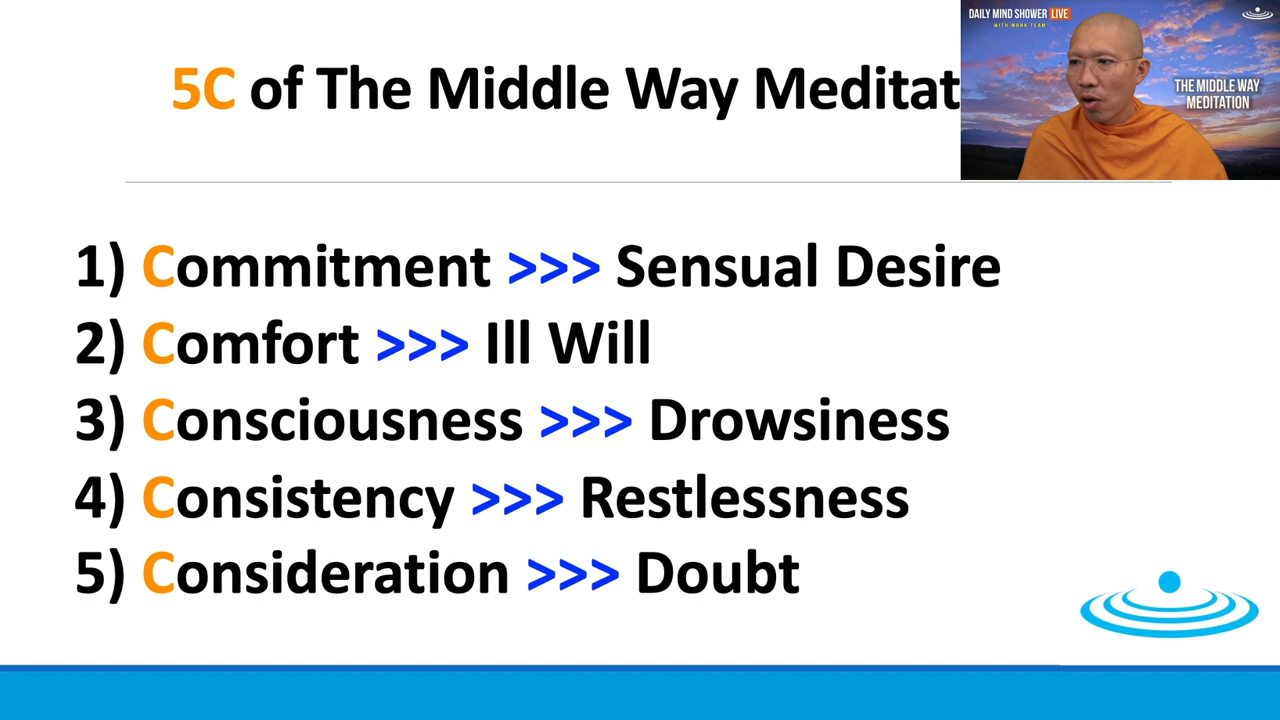 5C of The Middle Way Meditat
DAILY MIND SHOWER LIVE
WITH MONK TEAM
THE MIDDLE WAY
MEDITATION
1) Commitment >>> Sensual Desire
2) Comfort >>> Ill Will
3) Consciousness >>> Drowsiness
4) Consistency >>> Restlessness
5) Consideration >>> Doubt